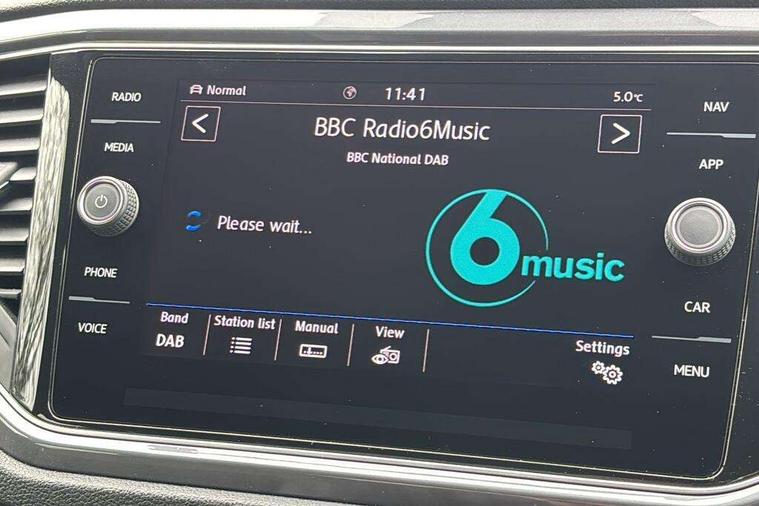 RADIO
MEDIA
PHONE
VOICE
Normal
11:41
5.0°C
<
BBC Radio6Music
>
BBC National DAB
Please wait...
6music
Band
DAB
Station list
Manual
View
Settings
NAV
APP
CAR
MENU